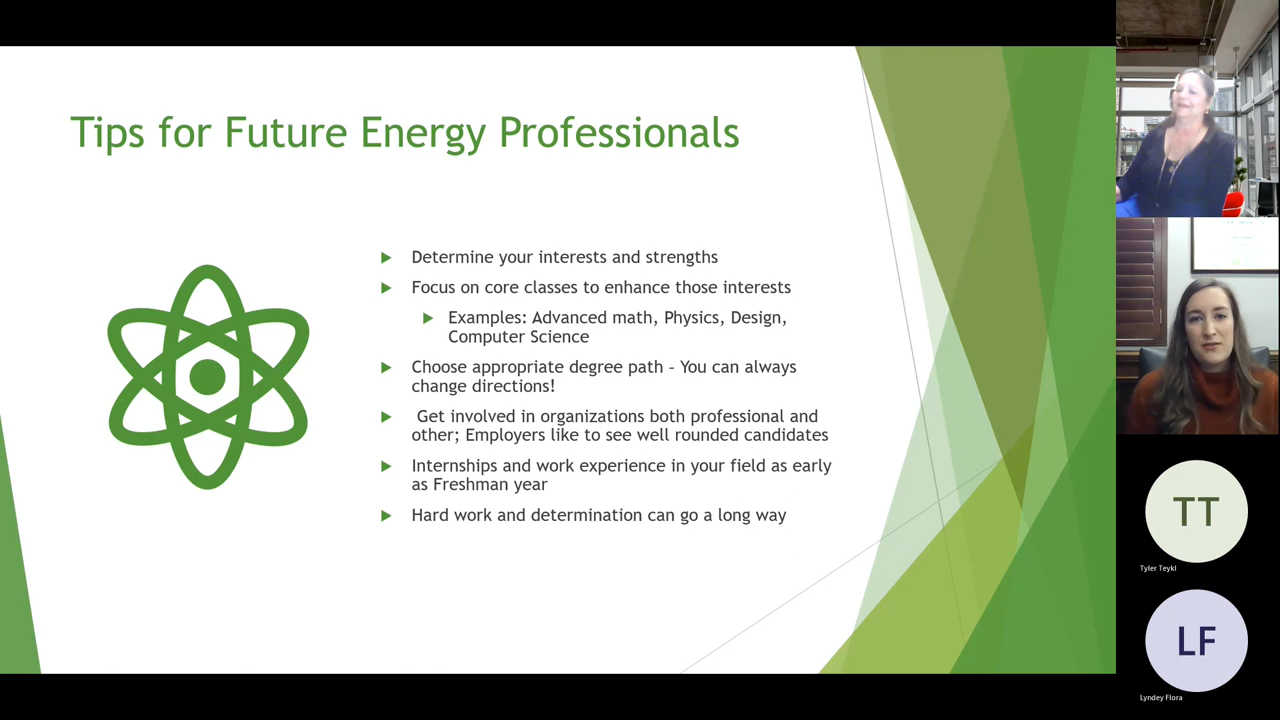 Tips for Future Energy Professionals
Determine your interests and strengths
Focus on core classes to enhance those interests
Examples: Advanced math, Physics, Design,
Computer Science
Choose appropriate degree path – You can always
change directions!
Get involved in organizations both professional and
other; Employers like to see well rounded candidates
Internships and work experience in your field as early
as Freshman year
Hard work and determination can go a long way
TT
Tyler Teykl
LF
Lyndey Flora